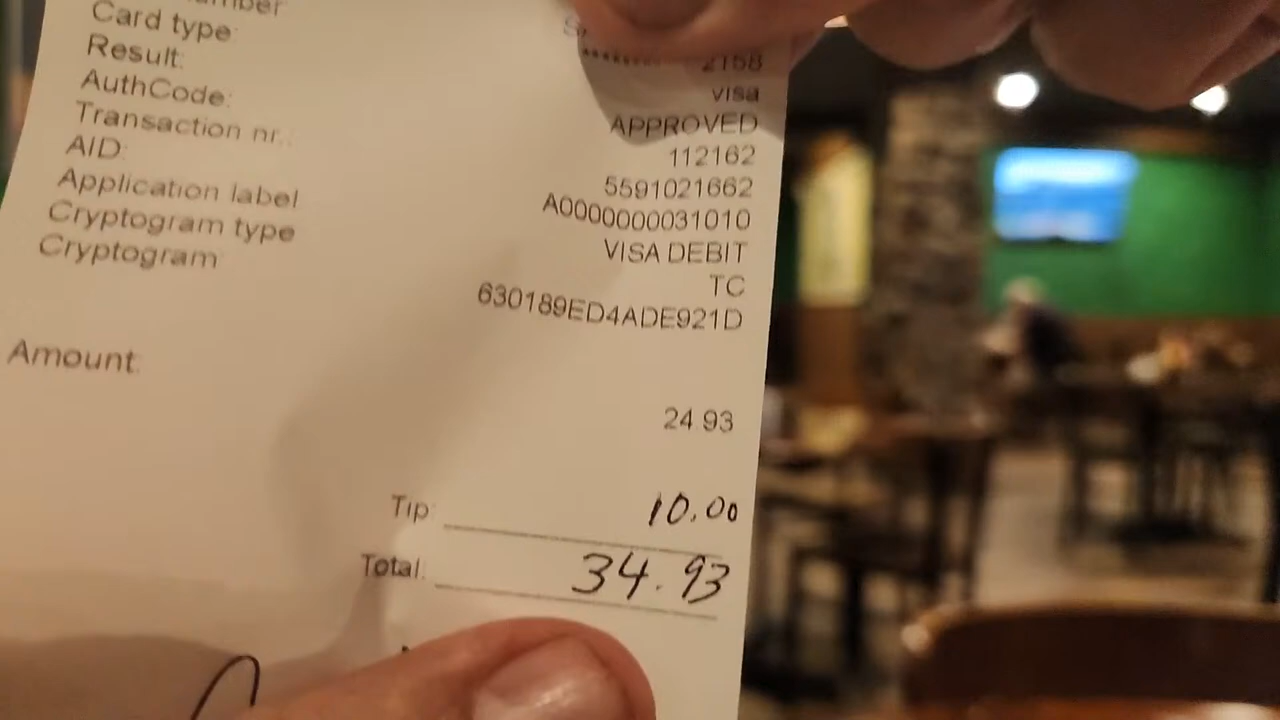 Card type: 2158
Result: visa
AuthCode: APPROVED
Transaction nr.: 112162
AID: 5591021662
Application label A0000000031010
Cryptogram type VISA DEBIT
Cryptogram: TC
630189ED4ADE921D
Amount:
24.93
Tip: 10.00
Total: 34.93